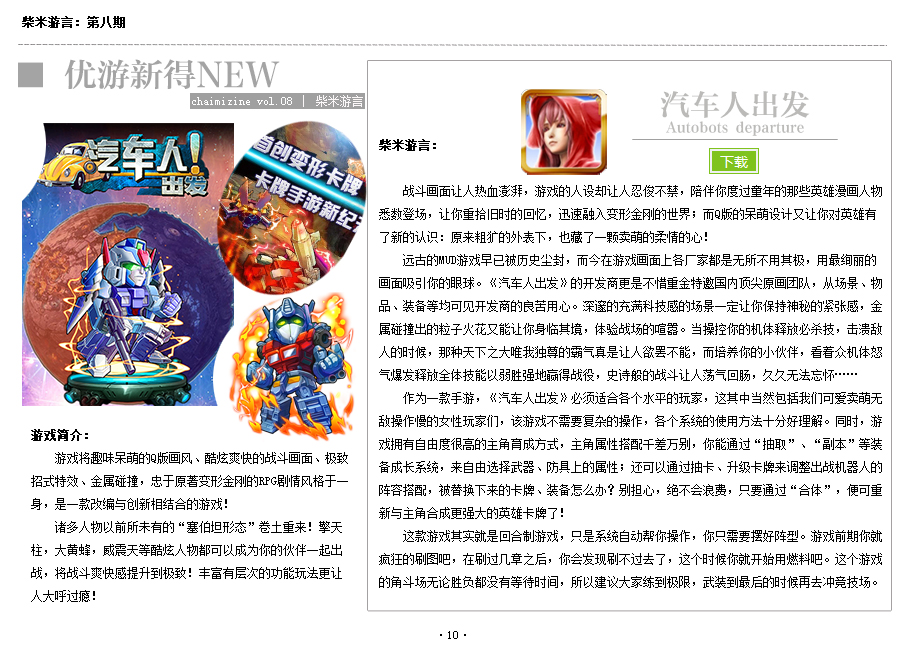 柴米游言：第八期
优游新得NEW
chaimizine vol.08 | 柴米游言
汽车人!
出发
首创变形卡牌
卡牌手游新纪
游戏简介：
游戏将趣味呆萌的Q版画风、酷炫爽快的战斗画面、极致
招式特效、金属碰撞，忠于原著变形金刚的RPG剧情风格于一
身，是一款改编与创新相结合的游戏！
诸多人物以前所未有的“塞伯坦形态”卷土重来！擎天
柱，大黄蜂，威震天等酷炫人物都可以成为你的伙伴一起出
战，将战斗爽快感提升到极致！丰富有层次的功能玩法更让
人大呼过瘾！
汽车人出发
Autobots departure
下载
柴米游言：
战斗画面让人热血澎湃，游戏的人设却让人忍俊不禁，陪伴你度过童年的那些英雄漫画人物
悉数登场，让你重拾旧时的回忆，迅速融入变形金刚的世界；而Q版的呆萌设计又让你对英雄有
了新的认识：原来粗犷的外表下，也藏了一颗卖萌的柔情的心！
远古的MUD游戏早已被历史尘封，而今在游戏画面上各厂家都是无所不用其极，用最绚丽的
画面吸引你的眼球。《汽车人出发》的开发商更是不惜重金特邀国内顶尖原画团队，从场景、物
品、装备等均可见开发商的良苦用心。深邃的充满科技感的场景一定让你保持神秘的紧张感，金
属碰撞出的粒子火花又能让你身临其境，体验战场的喧嚣。当操控你的机体释放必杀技，击溃敌
人的时候，那种天下之大唯我独尊的霸气真是让人欲罢不能，而培养你的小伙伴，看着众机体怒
气爆发释放全体技能以弱胜强地赢得战役，史诗般的战斗让人荡气回肠，久久无法忘怀……
作为一款手游，《汽车人出发》必须适合各个水平的玩家，这其中当然包括我们可爱卖萌无
敌操作慢的女性玩家们，该游戏不需要复杂的操作，各个系统的使用方法十分好理解。同时，游
戏拥有自由度很高的主角育成方式，主角属性搭配千差万别，你能通过“抽取”、“副本”等装
备成长系统，来自由选择武器、防具上的属性；还可以通过抽卡、升级卡牌来调整出战机器人的
阵容搭配，被替换下来的卡牌、装备怎么办？别担心，绝不会浪费，只要通过“合体”，便可重
新与主角合成更强大的英雄卡牌了！
这款游戏其实就是回合制游戏，只是系统自动帮你操作，你只需要摆好阵型。游戏前期你就
疯狂的刷图吧，在刷过几章之后，你会发现刷不过去了，这个时候你就开始用燃料吧。这个游戏
的角斗场无论胜负都没有等待时间，所以建议大家练到极限，武装到最后的时候再去冲竞技场。
·10·